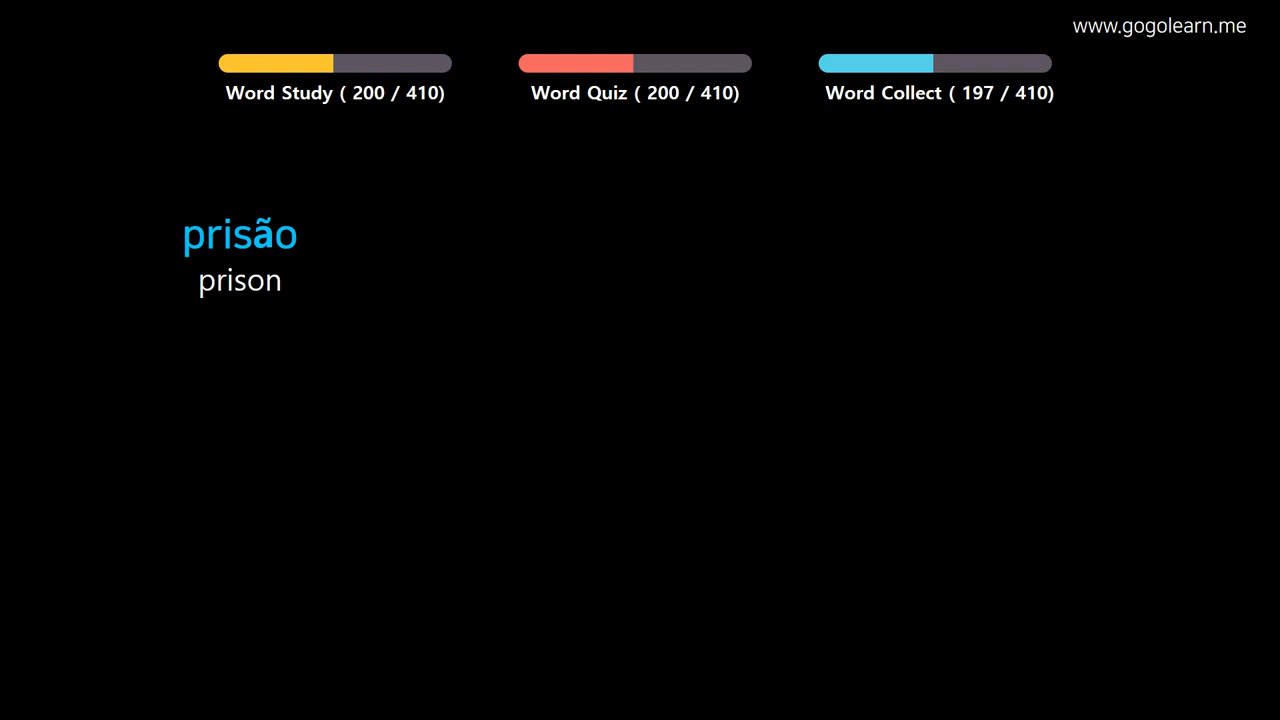 www.gogolearn.me
Word Study ( 200 / 410)
Word Quiz ( 200 / 410)
Word Collect ( 197 / 410)
prisão
prison